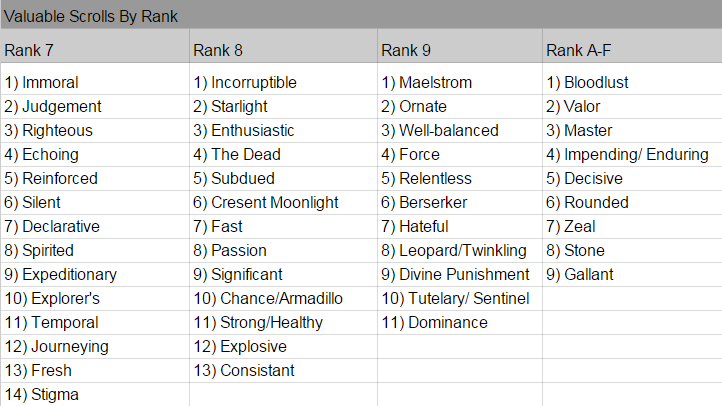 Valuable Scrolls By Rank
Rank 7 Rank 8 Rank 9 Rank A-F
1) Immoral 1) Incorruptible 1) Maelstrom 1) Bloodlust
2) Judgement 2) Starlight 2) Ornate 2) Valor
3) Righteous 3) Enthusiastic 3) Well-balanced 3) Master
4) Echoing 4) The Dead 4) Force 4) Impending/ Enduring
5) Reinforced 5) Subdued 5) Relentless 5) Decisive
6) Silent 6) Cresent Moonlight 6) Berserker 6) Rounded
7) Declarative 7) Fast 7) Hateful 7) Zeal
8) Spirited 8) Passion 8) Leopard/Twinkling 8) Stone
9) Expeditionary 9) Significant 9) Divine Punishment 9) Gallant
10) Explorer's 10) Chance/Armadillo 10) Tutelary/ Sentinel
11) Temporal 11) Strong/Healthy 11) Dominance
12) Journeying 12) Explosive
13) Fresh 13) Consistant
14) Stigma